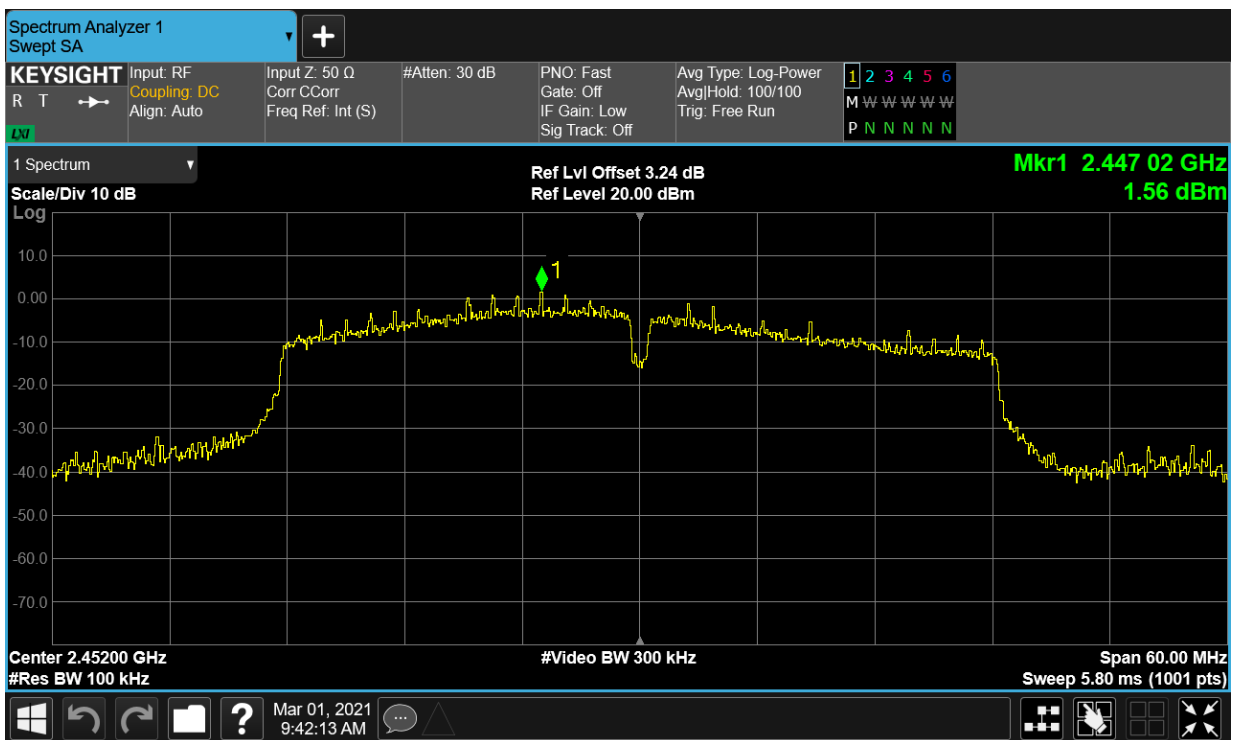 Spectrum Analyzer 1
Swept SA
+
KEYSIGHT
R T
LXI
Input: RF
Coupling: DC
Align: Auto
Input Z: 50 Ω
Corr CCorr
Freq Ref: Int (S)
#Atten: 30 dB
PNO: Fast
Gate: Off
IF Gain: Low
Sig Track: Off
Avg Type: Log-Power
Avg|Hold: 100/100
Trig: Free Run
1 2 3 4 5 6
M W W W W W
P N N N N N
1 Spectrum
Scale/Div 10 dB
Log
Ref Lvl Offset 3.24 dB
Ref Level 20.00 dBm
Mkr1 2.447 02 GHz
1.56 dBm
1
10.0
0.00
-10.0
-20.0
-30.0
-40.0
-50.0
-60.0
-70.0
Center 2.45200 GHz
#Res BW 100 kHz
#Video BW 300 kHz
Span 60.00 MHz
Sweep 5.80 ms (1001 pts)
?
Mar 01, 2021
9:42:13 AM